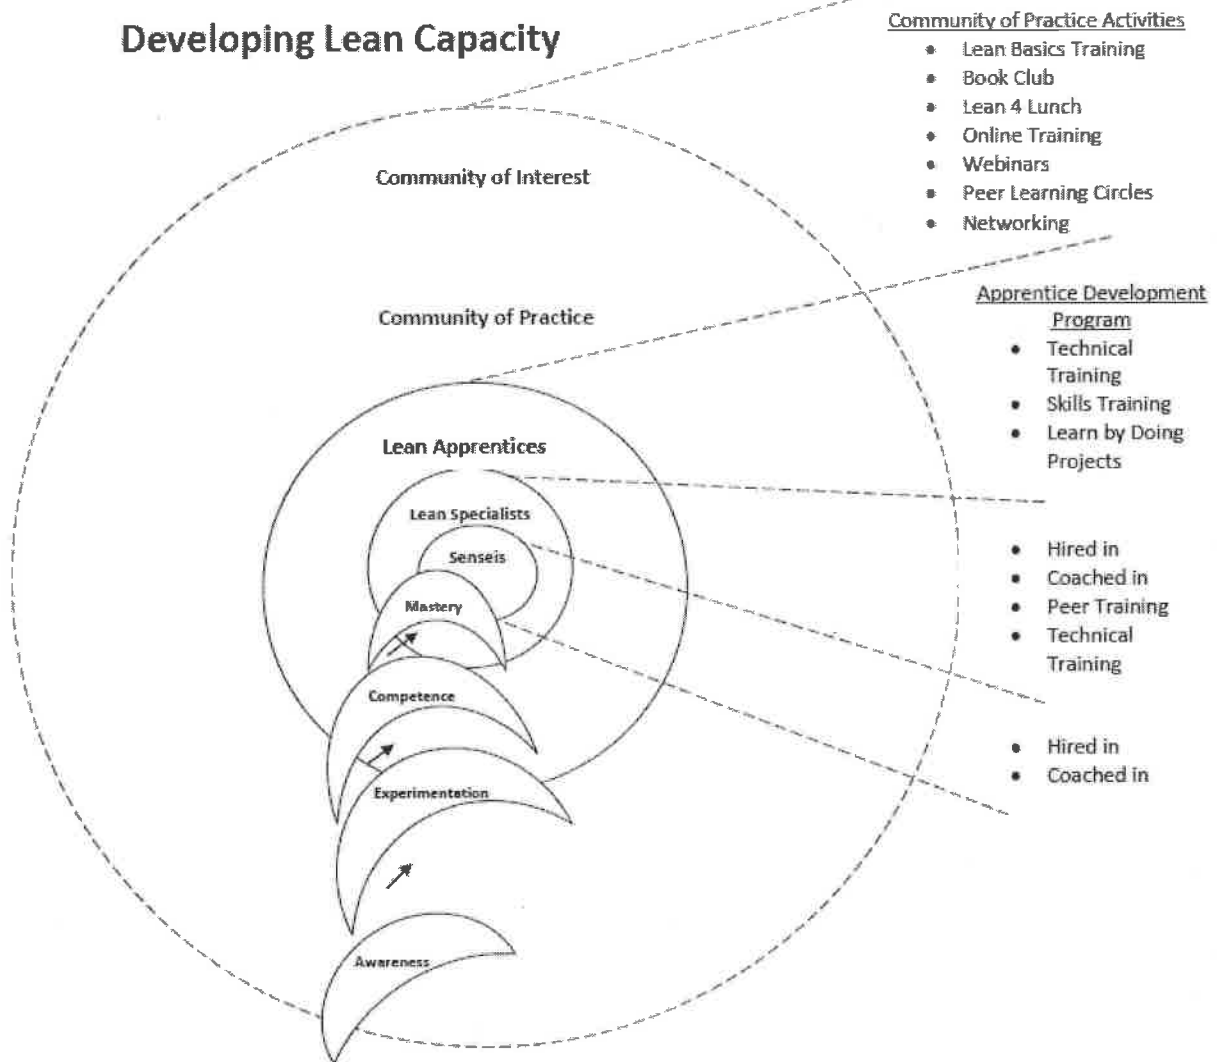 Developing Lean Capacity
Community of Practice Activities
• Lean Basics Training
• Book Club
• Lean 4 Lunch
• Online Training
• Webinars
• Peer Learning Circles
• Networking
Community of Interest
Community of Practice
Apprentice Development
Program
• Technical
Training
• Skills Training
• Learn by Doing
Projects
Lean Apprentices
Lean Specialists
Senseis
Mastery
Competence
Experimentation
Awareness
• Hired in
• Coached in
• Peer Training
• Technical
Training
• Hired in
• Coached in